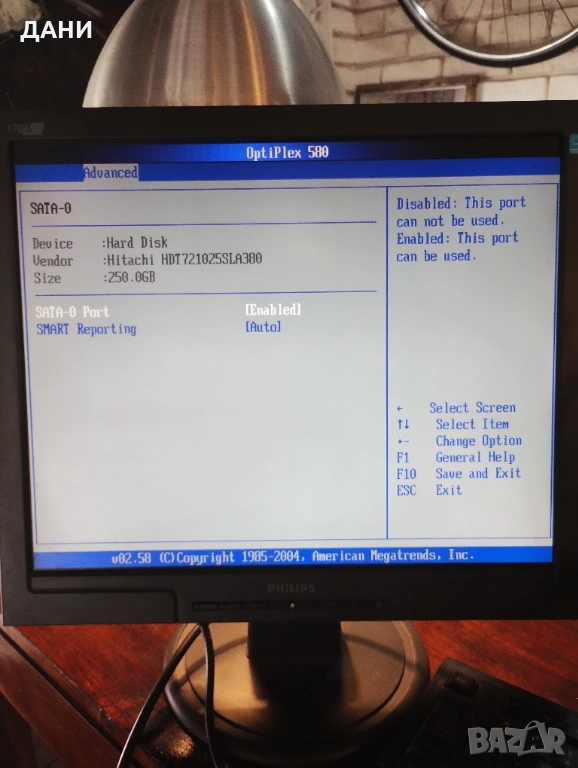 ДАНИ
170S
OptiPlex 580
Advanced
SATA-0
Device :Hard Disk
Vendor :Hitachi HDT721025SLA380
Size :250.0GB
SATA-0 Port [Enabled]
SMART Reporting [Auto]
Disabled: This port
can not be used.
Enabled: This port
can be used.
← Select Screen
↑↓ Select Item
+- Change Option
F1 General Help
F10 Save and Exit
ESC Exit
v02.58 (C)Copyright 1985-2004, American Megatrends, Inc.
PHILIPS
BAZAR